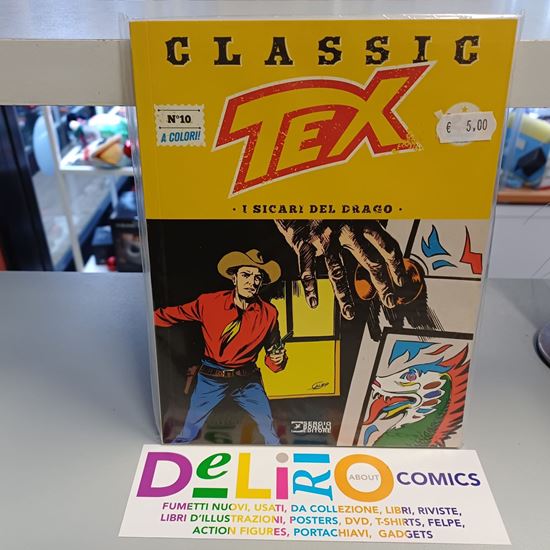 CLASSIC
TEX
N°10
A COLORI!
€ 5,00
· I SICARI DEL DRAGO ·
SERGIO BONELLI EDITORE
DeLiRiO ABOUT COMICS
FUMETTI NUOVI, USATI, DA COLLEZIONE, LIBRI, RIVISTE,
LIBRI D'ILLUSTRAZIONI, POSTERS, DVD, T-SHIRTS, FELPE,
ACTION FIGURES, PORTACHIAVI, GADGETS